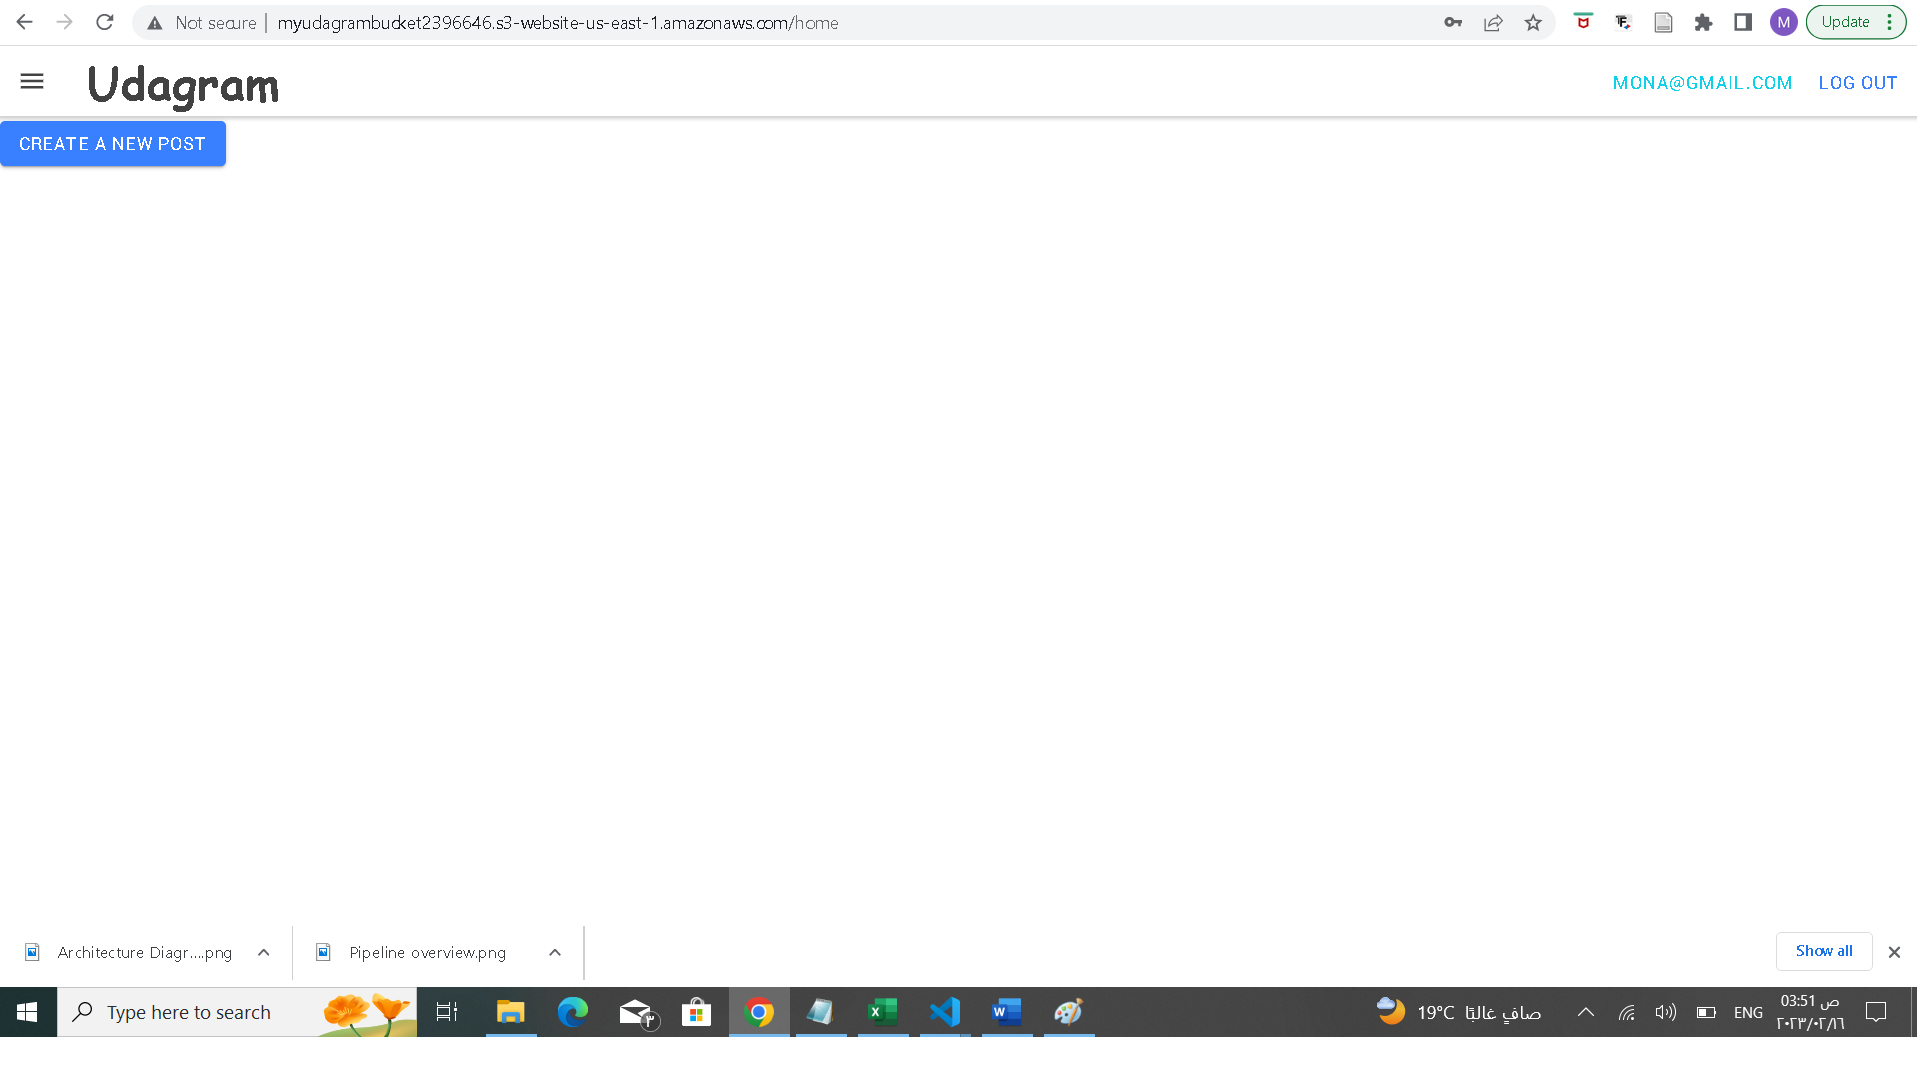 Not secure | myudagrambucket2396646.s3-website-us-east-1.amazonaws.com/home
M
Update
Udagram
MONA@GMAIL.COM
LOG OUT
CREATE A NEW POST
Architecture Diagr....png
Pipeline overview.png
Show all
Type here to search
٣
19°C صافٍ غالبًا
ENG
03:51 ص
٢٠٢٣/٠٢/١٦